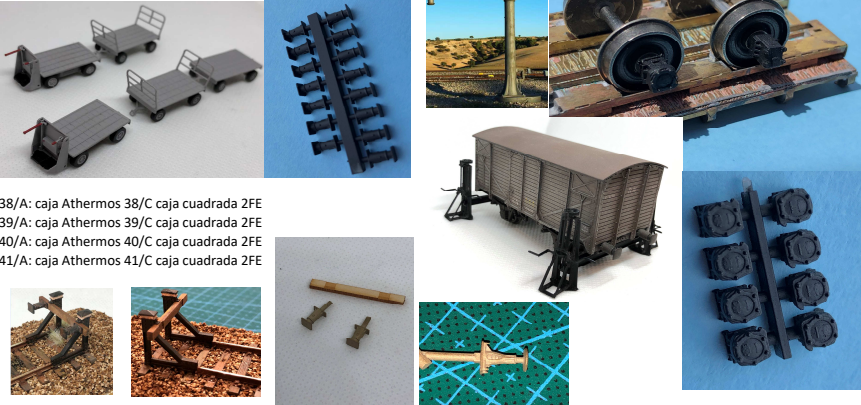 38/A: caja Athermos 38/C caja cuadrada 2FE
39/A: caja Athermos 39/C caja cuadrada 2FE
40/A: caja Athermos 40/C caja cuadrada 2FE
41/A: caja Athermos 41/C caja cuadrada 2FE